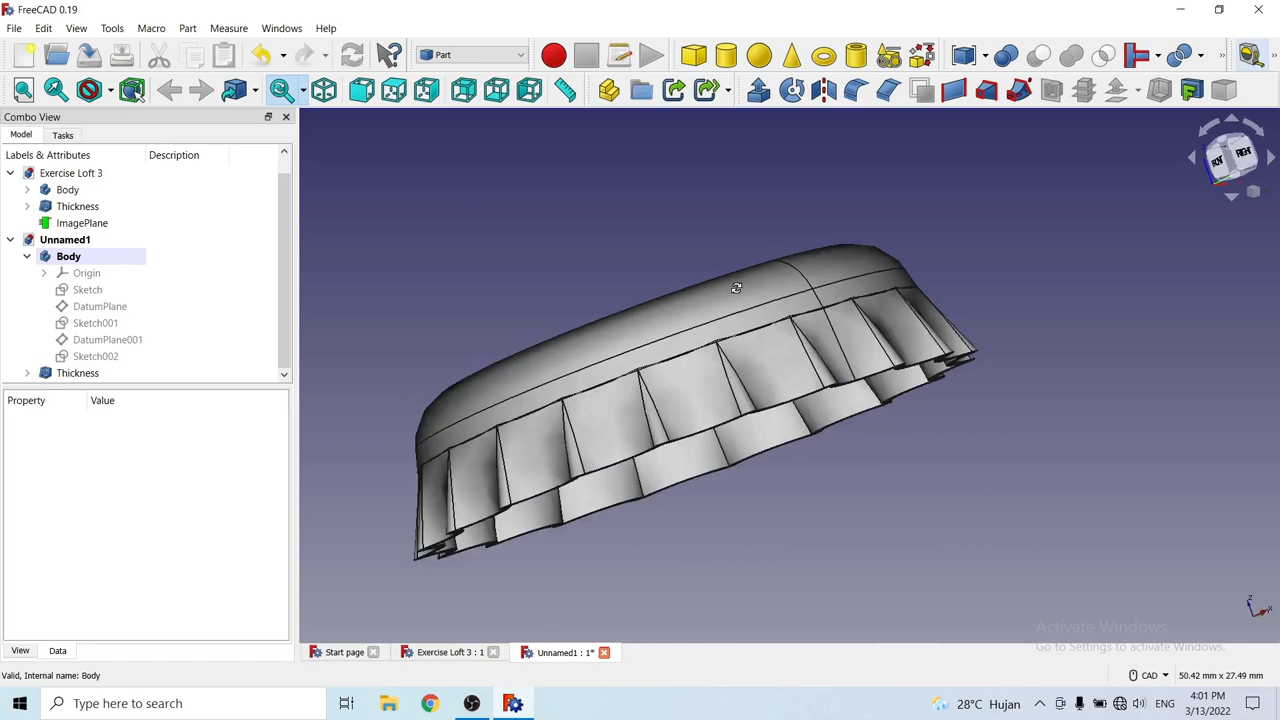 FreeCAD 0.19
File Edit View Tools Macro Part Measure Windows Help
Part
Combo View
Model Tasks
Labels & Attributes Description
Exercise Loft 3
Body
Thickness
ImagePlane
Unnamed1
Body
Origin
Sketch
DatumPlane
Sketch001
DatumPlane001
Sketch002
Thickness
Property Value
RIGHT
Z
X
Activate Windows
Go to Settings to activate Windows.
View Data
Start page Exercise Loft 3 : 1 Unnamed1 : 1*
Valid, Internal name: Body CAD 50.42 mm x 27.49 mm
Type here to search 28°C Hujan ENG 4:01 PM
3/13/2022